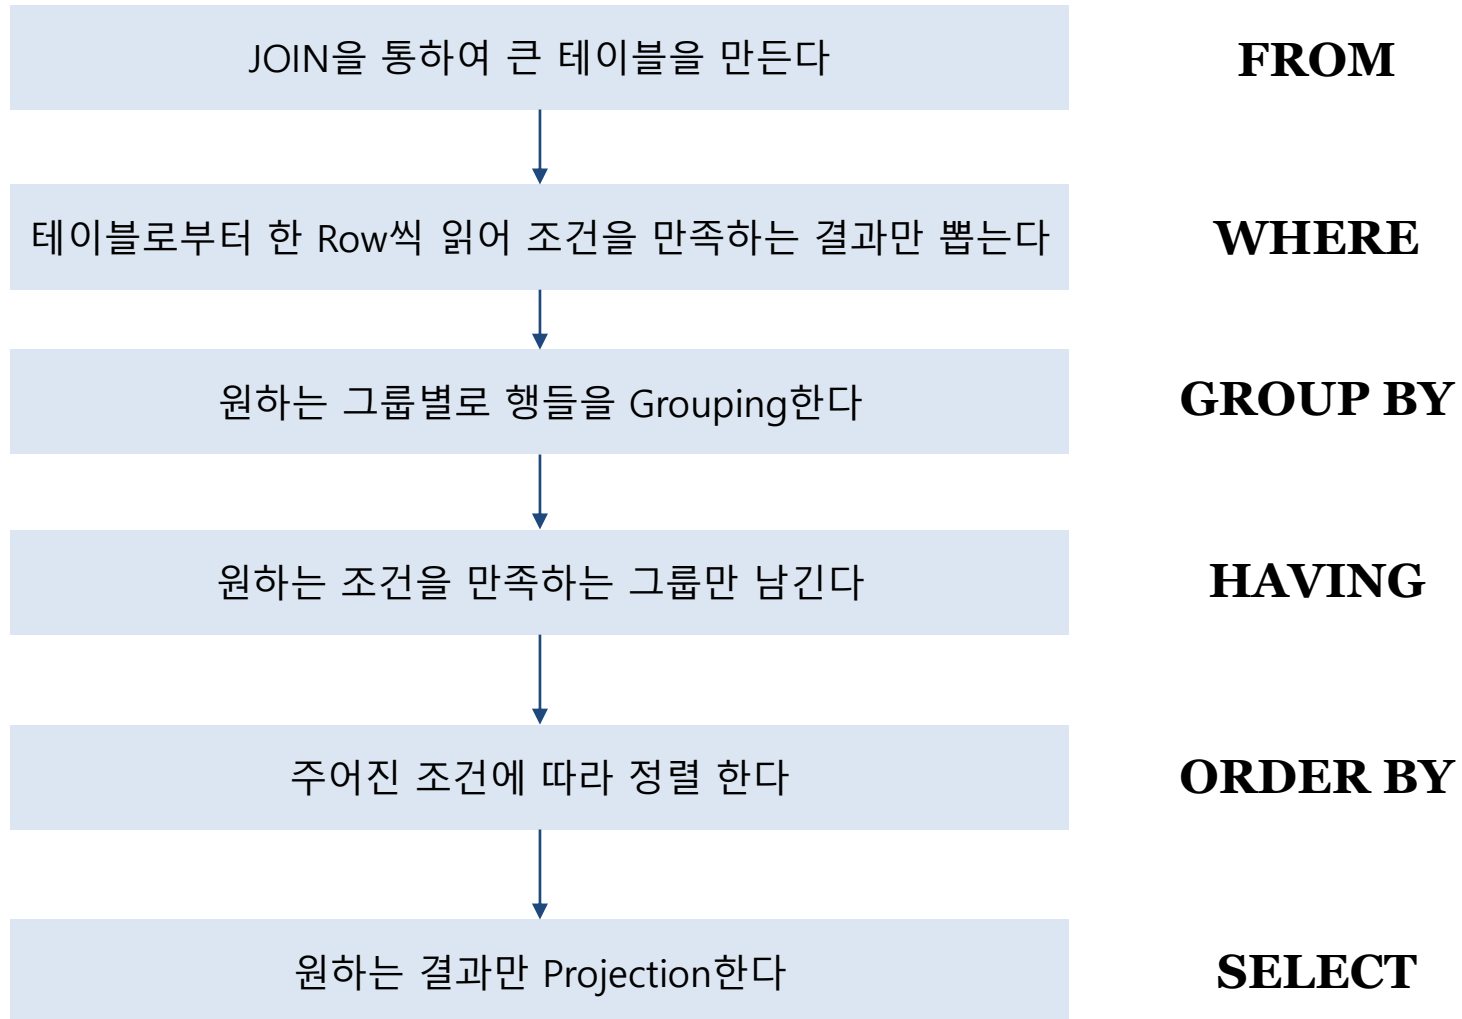 JOIN을 통하여 큰 테이블을 만든다
FROM
테이블로부터 한 Row씩 읽어 조건을 만족하는 결과만 뽑는다
WHERE
원하는 그룹별로 행들을 Grouping한다
GROUP BY
원하는 조건을 만족하는 그룹만 남긴다
HAVING
주어진 조건에 따라 정렬 한다
ORDER BY
원하는 결과만 Projection한다
SELECT